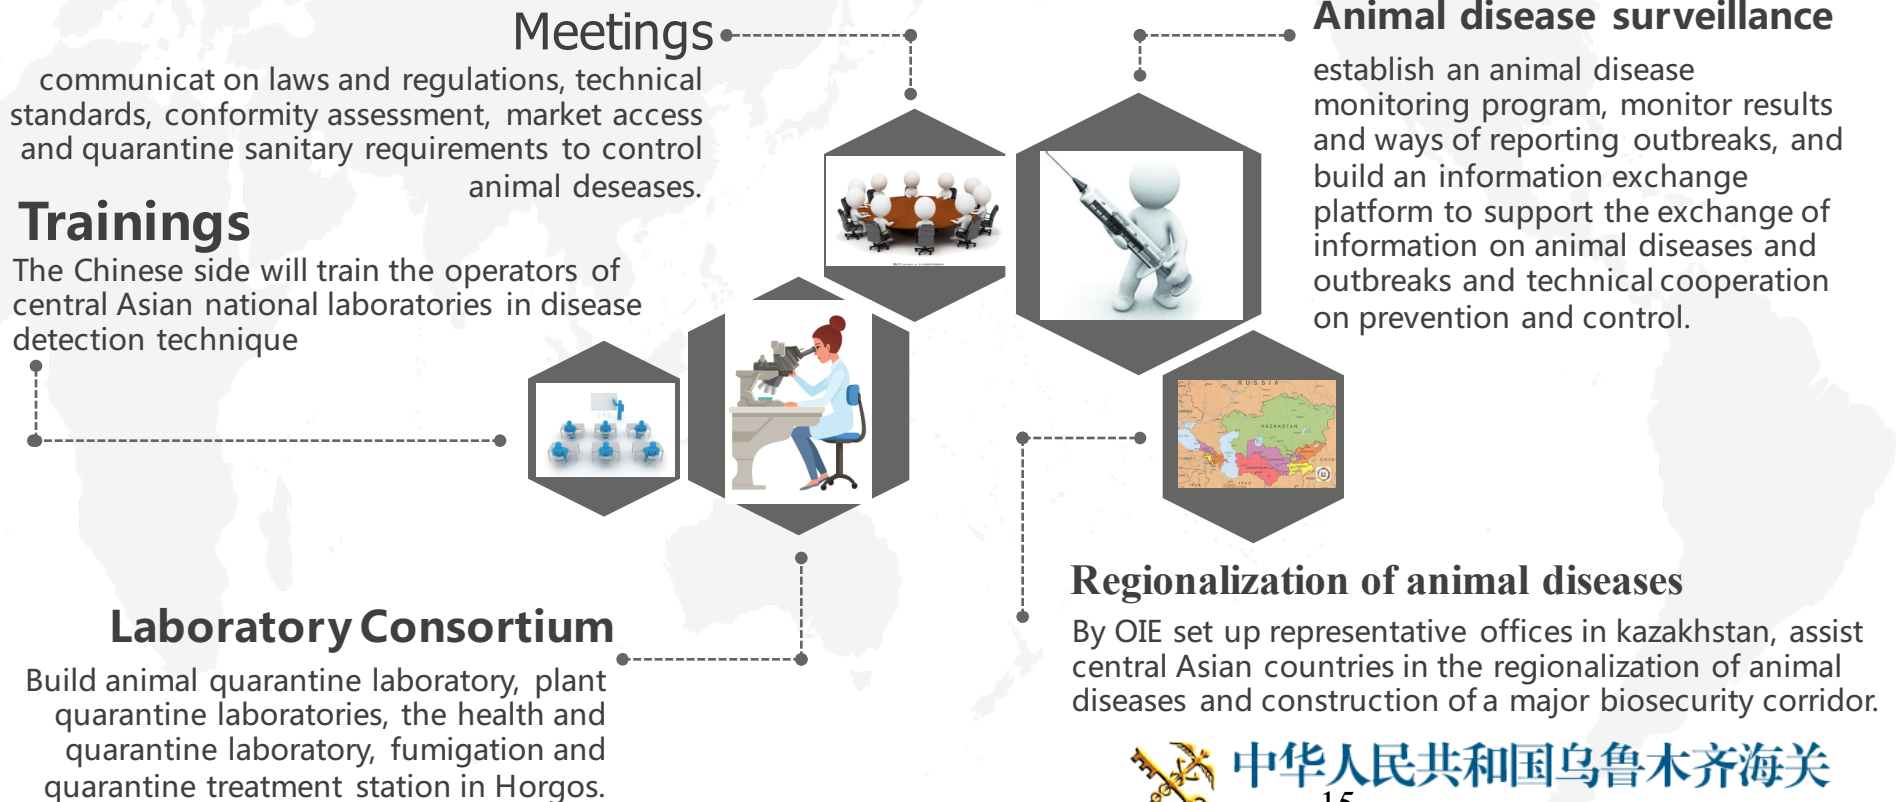 Meetings
communicat on laws and regulations, technical
standards, conformity assessment, market access
and quarantine sanitary requirements to control
animal deseases.
Trainings
The Chinese side will train the operators of
central Asian national laboratories in disease
detection technique
Laboratory Consortium
Build animal quarantine laboratory, plant
quarantine laboratories, the health and
quarantine laboratory, fumigation and
quarantine treatment station in Horgos.
Animal disease surveillance
establish an animal disease
monitoring program, monitor results
and ways of reporting outbreaks, and
build an information exchange
platform to support the exchange of
information on animal diseases and
outbreaks and technical cooperation
on prevention and control.
RUSSIA
KAZAKSTAN
IRAN
Regionalization of animal diseases
By OIE set up representative offices in kazakhstan, assist
central Asian countries in the regionalization of animal
diseases and construction of a major biosecurity corridor.
中华人民共和国乌鲁木齐海关
15